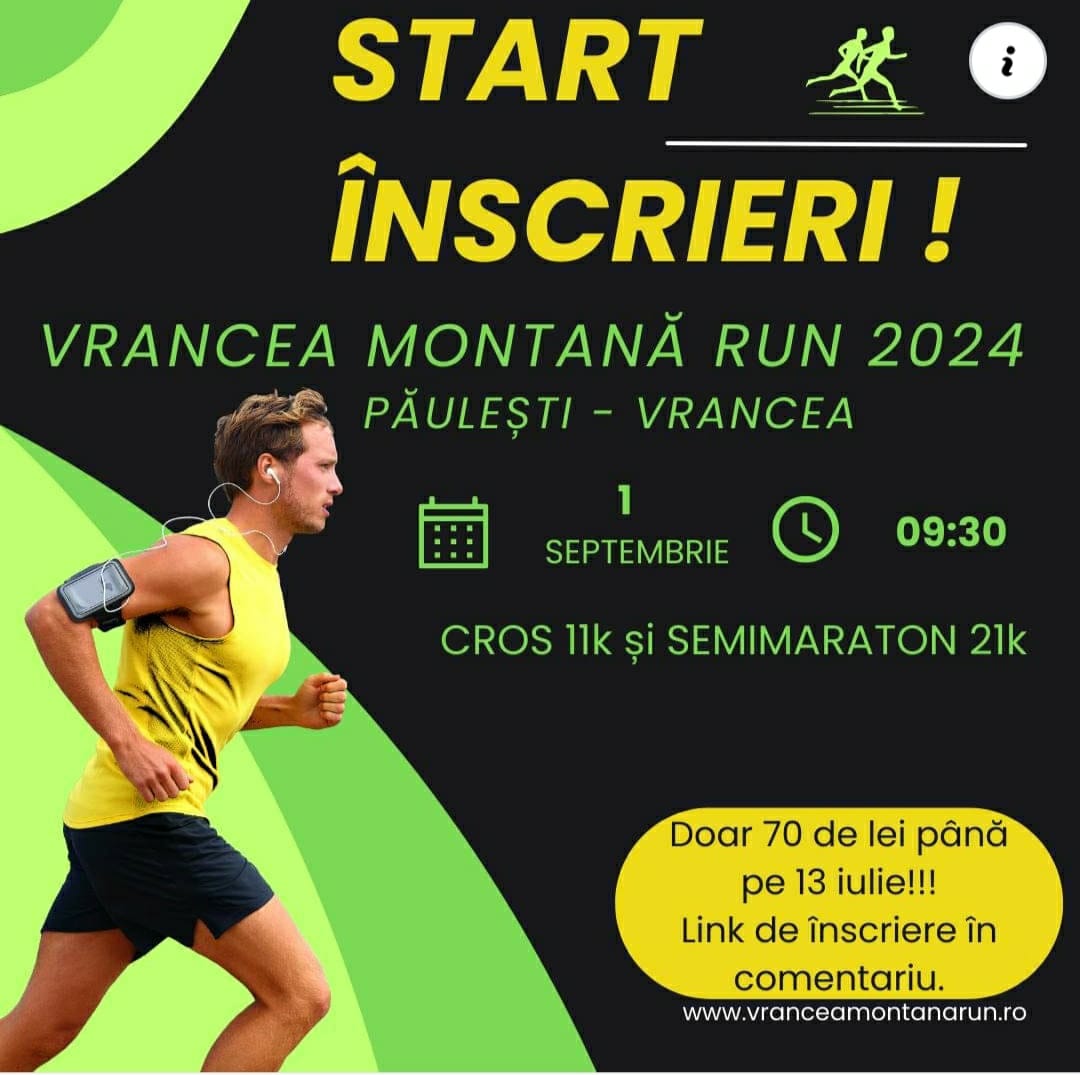 START
ÎNSCRIERI !
VRANCEA MONTANĂ RUN 2024
PĂULEȘTI - VRANCEA
1
SEPTEMBRIE
09:30
CROS 11k și SEMIMARATON 21k
Doar 70 de lei până
pe 13 iulie!!!
Link de înscriere în
comentariu.
www.vranceamontanarun.ro